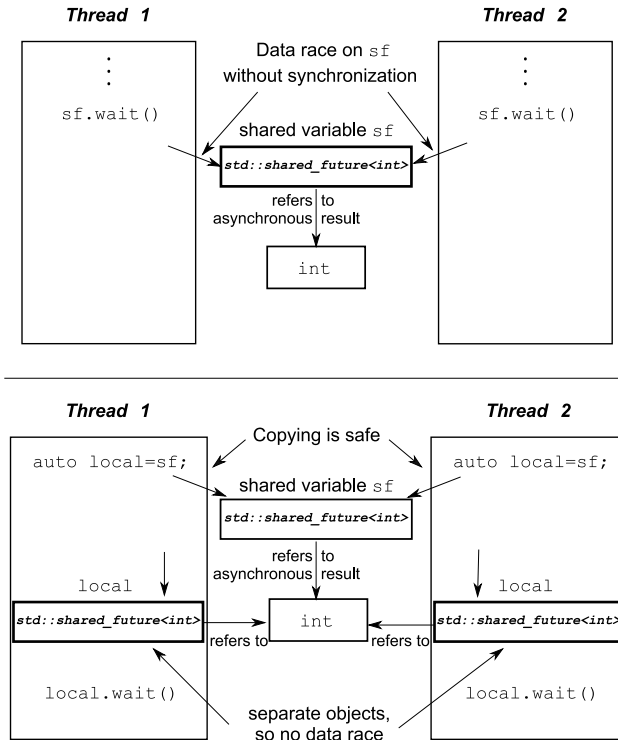 Thread 1
Thread 2
Data race on sf
without synchronization
sf.wait()
sf.wait()
shared variable sf
std::shared_future<int>
refers to
asynchronous result
int
Thread 1
Thread 2
Copying is safe
auto local=sf;
auto local=sf;
shared variable sf
std::shared_future<int>
refers to
asynchronous result
local
local
std::shared_future<int>
int
std::shared_future<int>
refers to
refers to
local.wait()
local.wait()
separate objects,
so no data race